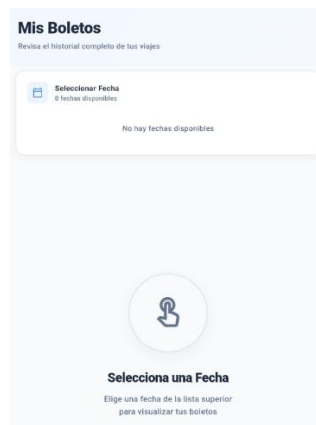 Mis Boletos
Revisa el historial completo de tus viajes
Seleccionar Fecha
0 fechas disponibles
No hay fechas disponibles
Selecciona una Fecha
Elige una fecha de la lista superior
para visualizar tus boletos